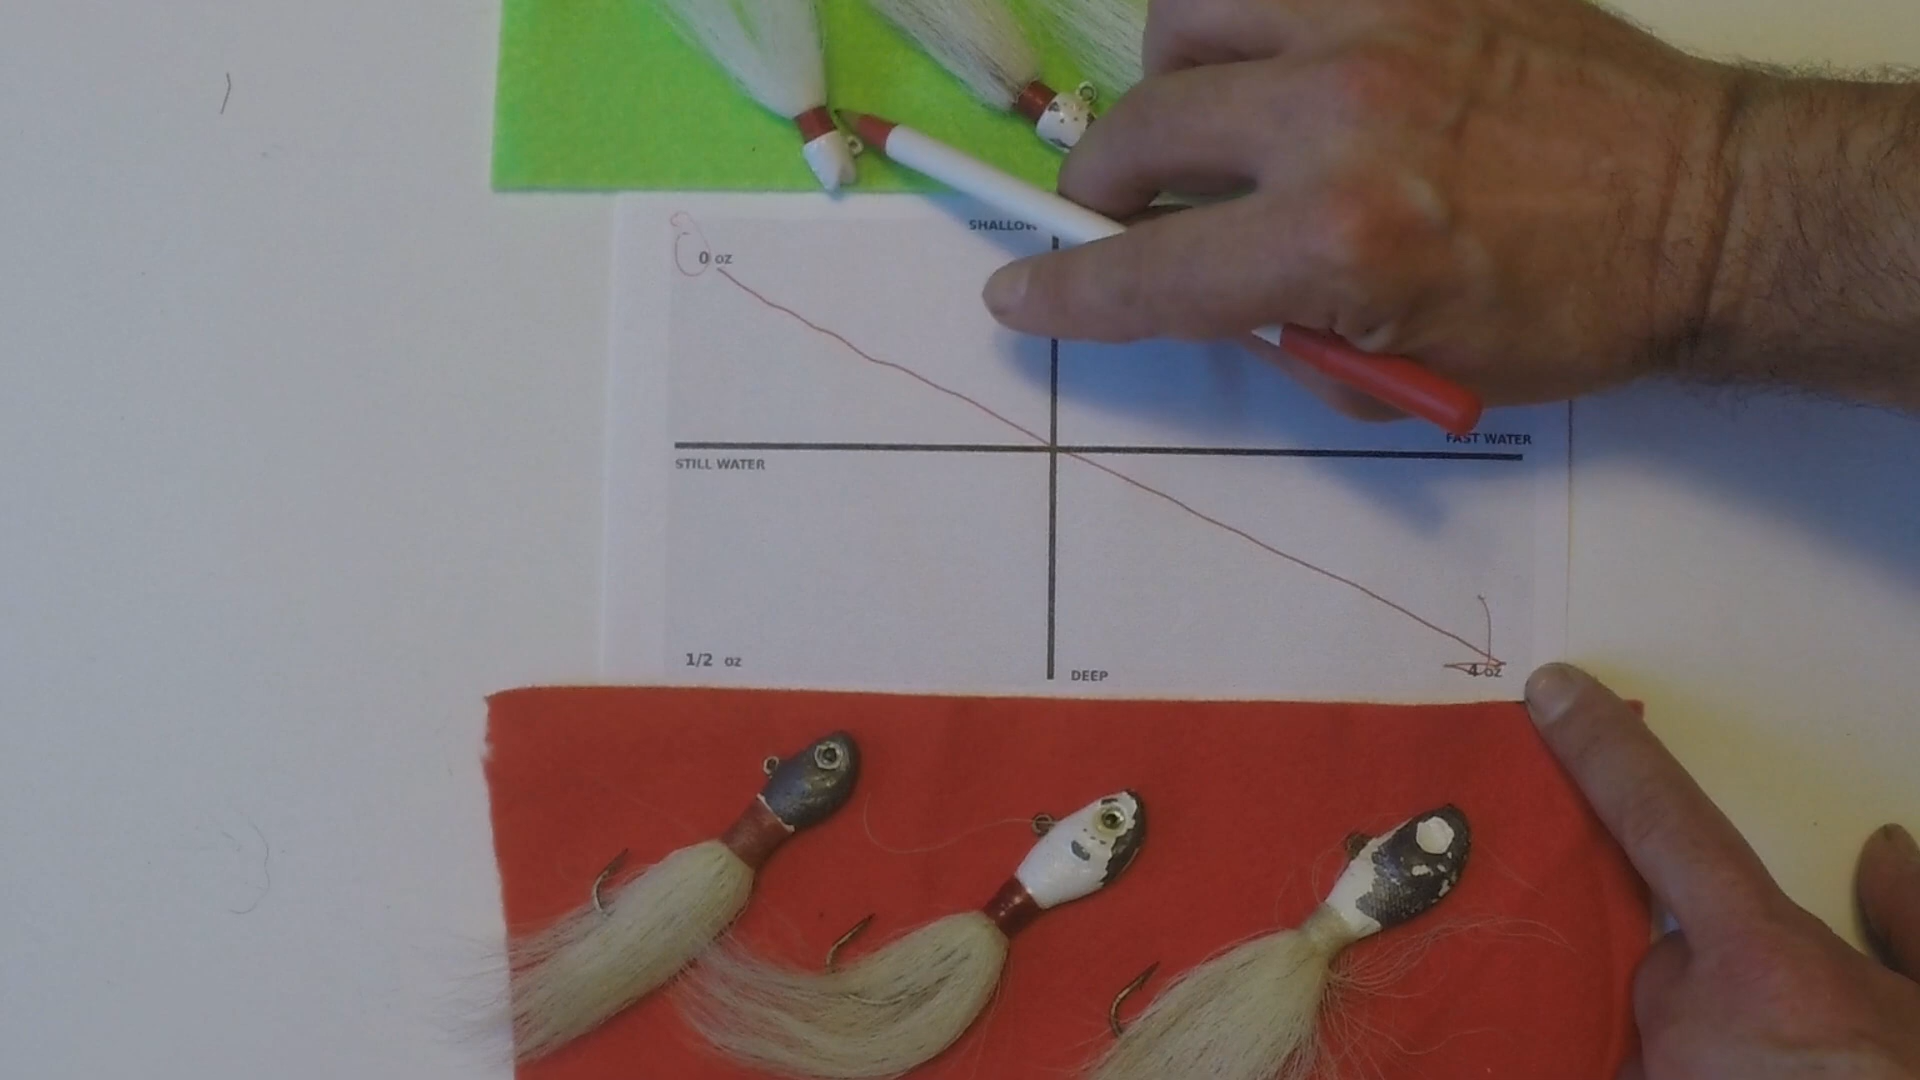 SHALLOW
0 oz
FAST WATER
STILL WATER
1/2 oz
4 oz
DEEP